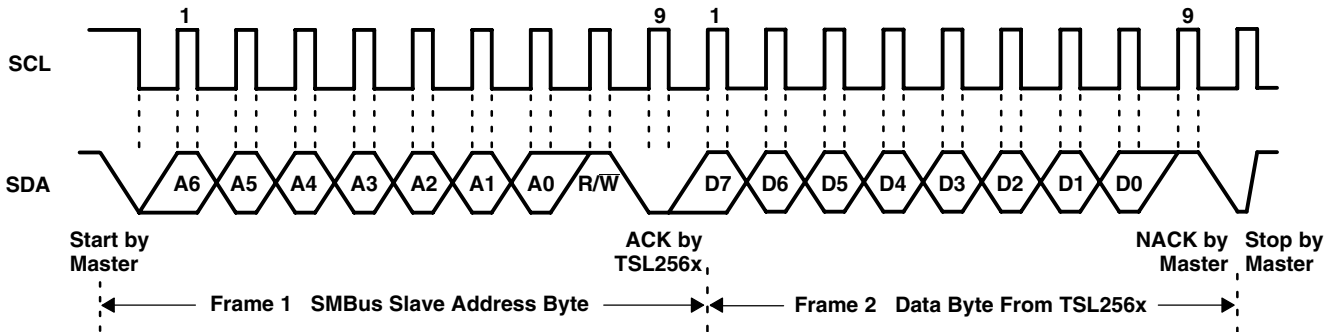 1 9 1 9
SCL
SDA A6 A5 A4 A3 A2 A1 A0 R/W D7 D6 D5 D4 D3 D2 D1 D0
Start by
Master
ACK by
TSL256x
NACK by
Master
Stop by
Master
Frame 1 SMBus Slave Address Byte
Frame 2 Data Byte From TSL256x